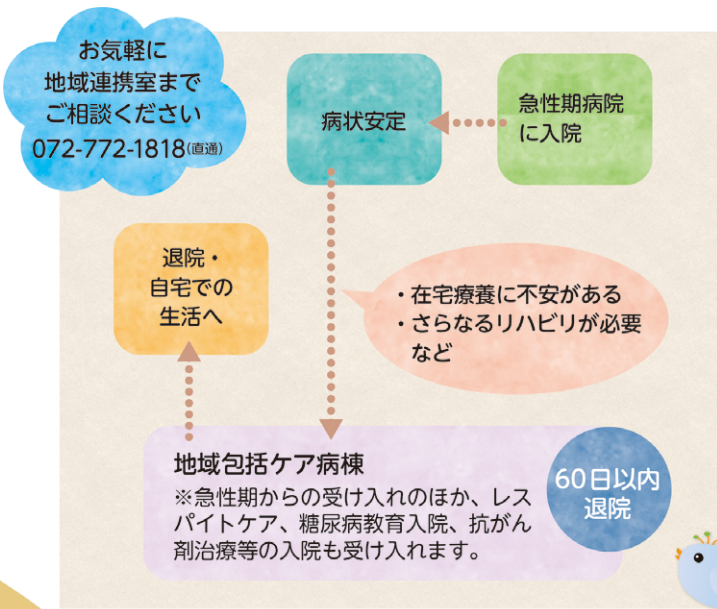 お気軽に
地域連携室まで
ご相談ください
072-772-1818(直通)
急性期病院
に入院
病状安定
・在宅療養に不安がある
・さらなるリハビリが必要
など
地域包括ケア病棟
※急性期からの受け入れのほか、レス
パイトケア、糖尿病教育入院、抗がん
剤治療等の入院も受け入れます。
60日以内
退院
退院・
自宅での
生活へ